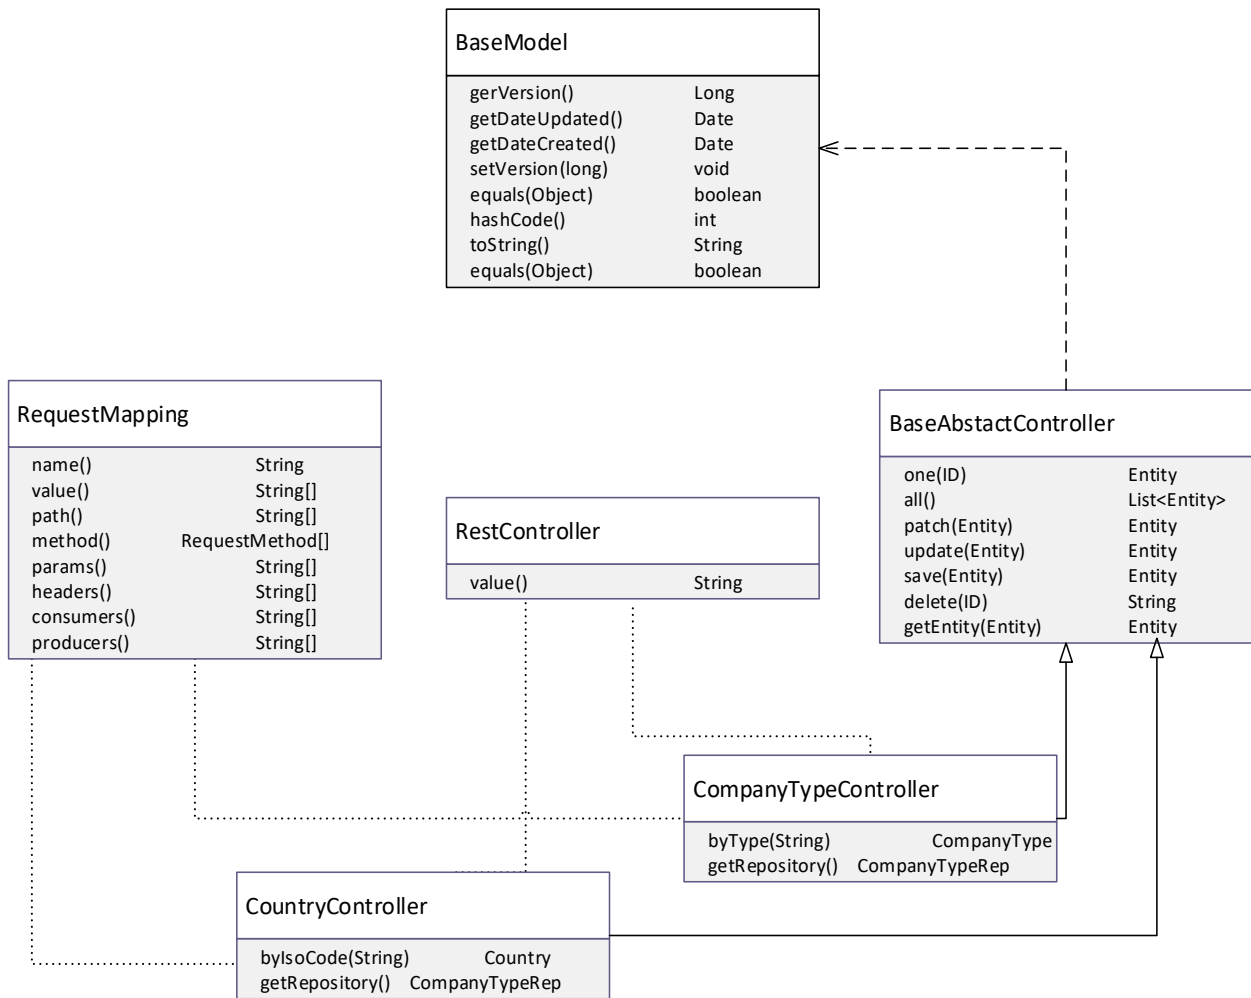 BaseModel
gerVersion() Long
getDateUpdated() Date
getDateCreated() Date
setVersion(long) void
equals(Object) boolean
hashCode() int
toString() String
equals(Object) boolean
RequestMapping
name() String
value() String[]
path() String[]
method() RequestMethod[]
params() String[]
headers() String[]
consumers() String[]
producers() String[]
RestController
value() String
BaseAbstactController
one(ID) Entity
all() List<Entity>
patch(Entity) Entity
update(Entity) Entity
save(Entity) Entity
delete(ID) String
getEntity(Entity) Entity
CompanyTypeController
byType(String) CompanyType
getRepository() CompanyTypeRep
CountryController
byIsoCode(String) Country
getRepository() CompanyTypeRep